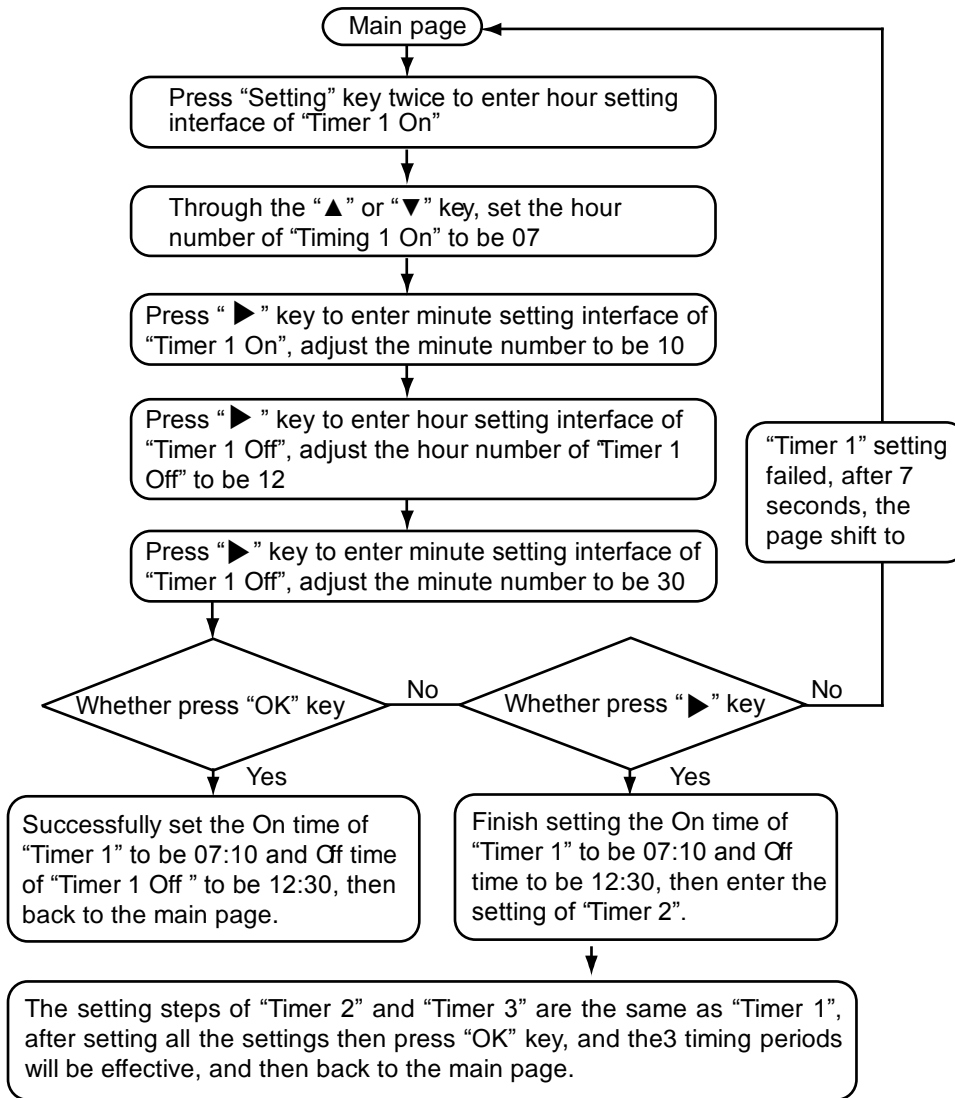 Main page
Press “Setting” key twice to enter hour setting
interface of “Timer 1 On”
Through the “▲” or “▼” key, set the hour
number of “Timing 1 On” to be 07
Press “ ▶ ” key to enter minute setting interface of
“Timer 1 On”, adjust the minute number to be 10
Press “ ▶ ” key to enter hour setting interface of
“Timer 1 Off”, adjust the hour number of “Timer 1
Off” to be 12
Press “▶” key to enter minute setting interface of
“Timer 1 Off”, adjust the minute number to be 30
“Timer 1” setting
failed, after 7
seconds, the
page shift to
Whether press “OK” key
No
Whether press “▶” key
No
Yes
Yes
Successfully set the On time of
“Timer 1” to be 07:10 and Off time
of “Timer 1 Off ” to be 12:30, then
back to the main page.
Finish setting the On time of
“Timer 1” to be 07:10 and Off
time to be 12:30, then enter the
setting of “Timer 2”.
The setting steps of “Timer 2” and “Timer 3” are the same as “Timer 1”,
after setting all the settings then press “OK” key, and the3 timing periods
will be effective, and then back to the main page.